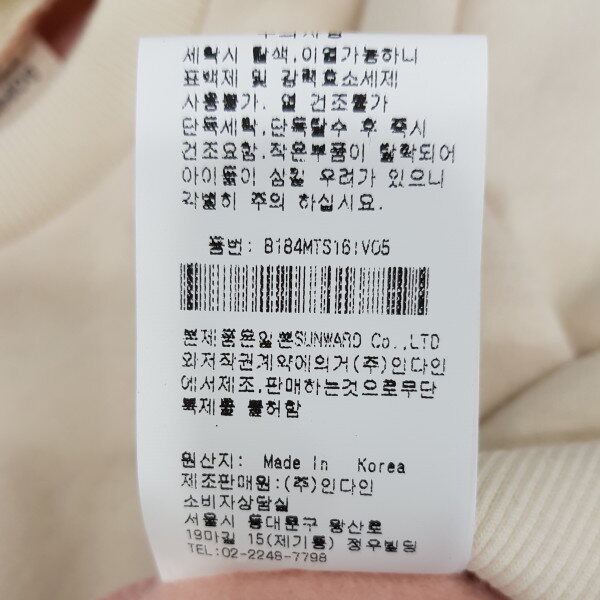 주의사항
세탁시 탈색,이염가능하니
표백제 및 강력효소세제
사용불가. 열 건조불가
단독세탁,단독탈수 후 즉시
건조요함.작은부품이 탈락되어
아이들이 삼킬 우려가 있으니
각별히 주의 하십시요.
품번: B184MTS161V05
본제품은일본SUNWARD Co.,LTD
와저작권계약에의거(주)인다인
에서제조,판매하는것으로무단
복제를 불허함
원산지: Made In Korea
제조판매원:(주)인다인
소비자상담실
서울시 동대문구 왕산로
19마길 15(제기동) 정우빌딩
TEL:02-2248-7798